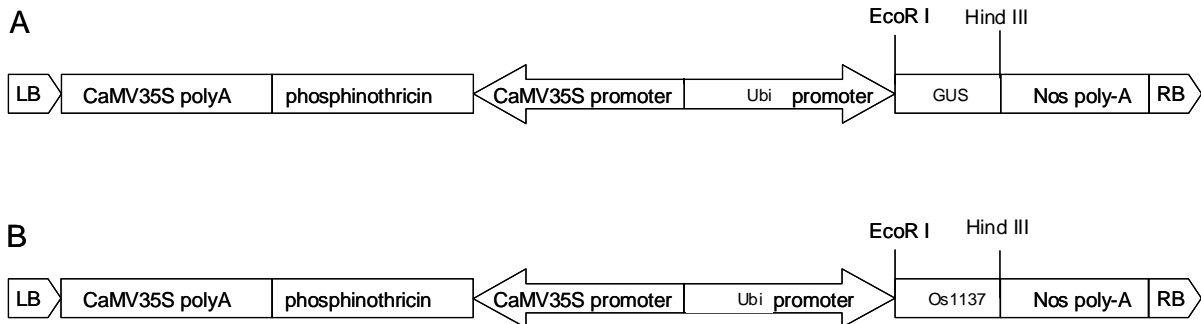 A
EcoR I Hind III
LB CaMV35S polyA phosphinothricin CaMV35S promoter Ubi promoter GUS Nos poly-A RB
B
EcoR I Hind III
LB CaMV35S polyA phosphinothricin CaMV35S promoter Ubi promoter Os1137 Nos poly-A RB